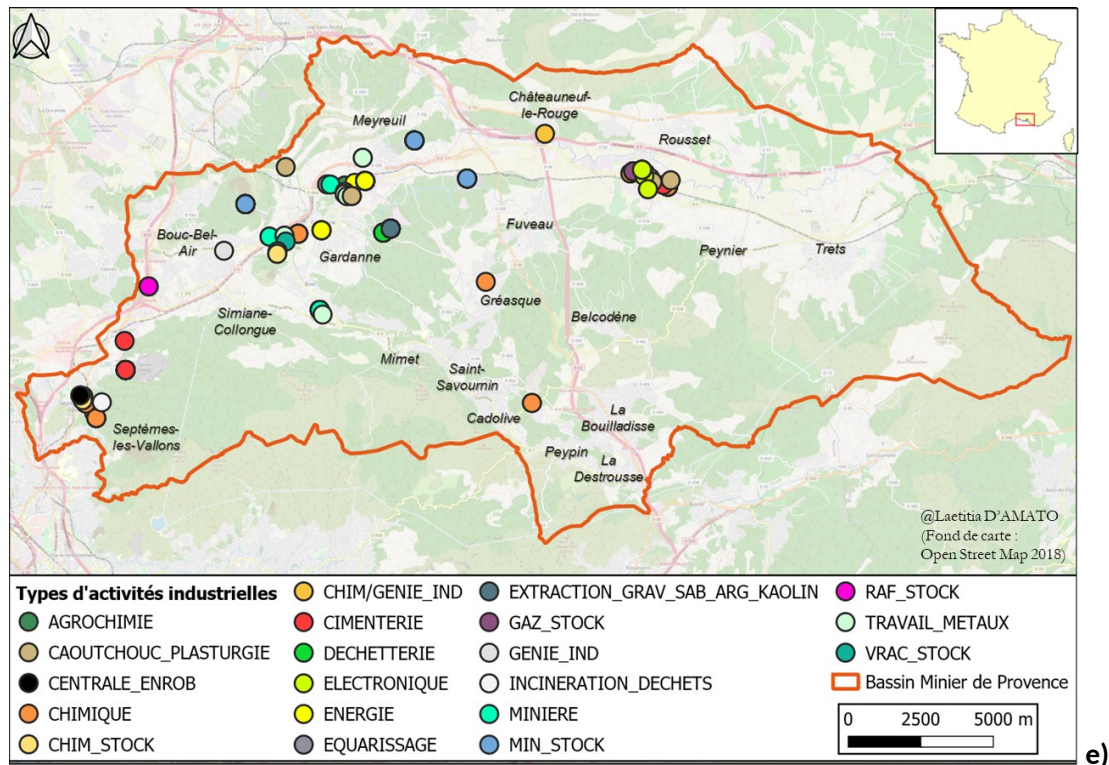 Châteauneuf-
le-Rouge
Meyreuil
Rousset
Bouc-Bel-
Air
Fuveau
Gardanne
Peynier
Trets
Gréasque
Simiane-
Collongue
Belcodéne
Mimet
Saint-
Savournin
Cadolive
La
Bouilladisse
Septèmes-
les-Vallons
Peypin
La
Destrousse
@Laetitia D'AMATO
(Fond de carte :
Open Street Map 2018)
Types d'activités industrielles
AGROCHIMIE
CAOUTCHOUC_PLASTURGIE
CENTRALE_ENROB
CHIMIQUE
CHIM_STOCK
CHIM/GENIE_IND
CIMENTERIE
DECHETTERIE
ELECTRONIQUE
ENERGIE
EQUARISSAGE
EXTRACTION_GRAV_SAB_ARG_KAOLIN
GAZ_STOCK
GENIE_IND
INCINERATION_DECHETS
MINIERE
MIN_STOCK
RAF_STOCK
TRAVAIL_METAUX
VRAC_STOCK
Bassin Minier de Provence
0 2500 5000 m
e)